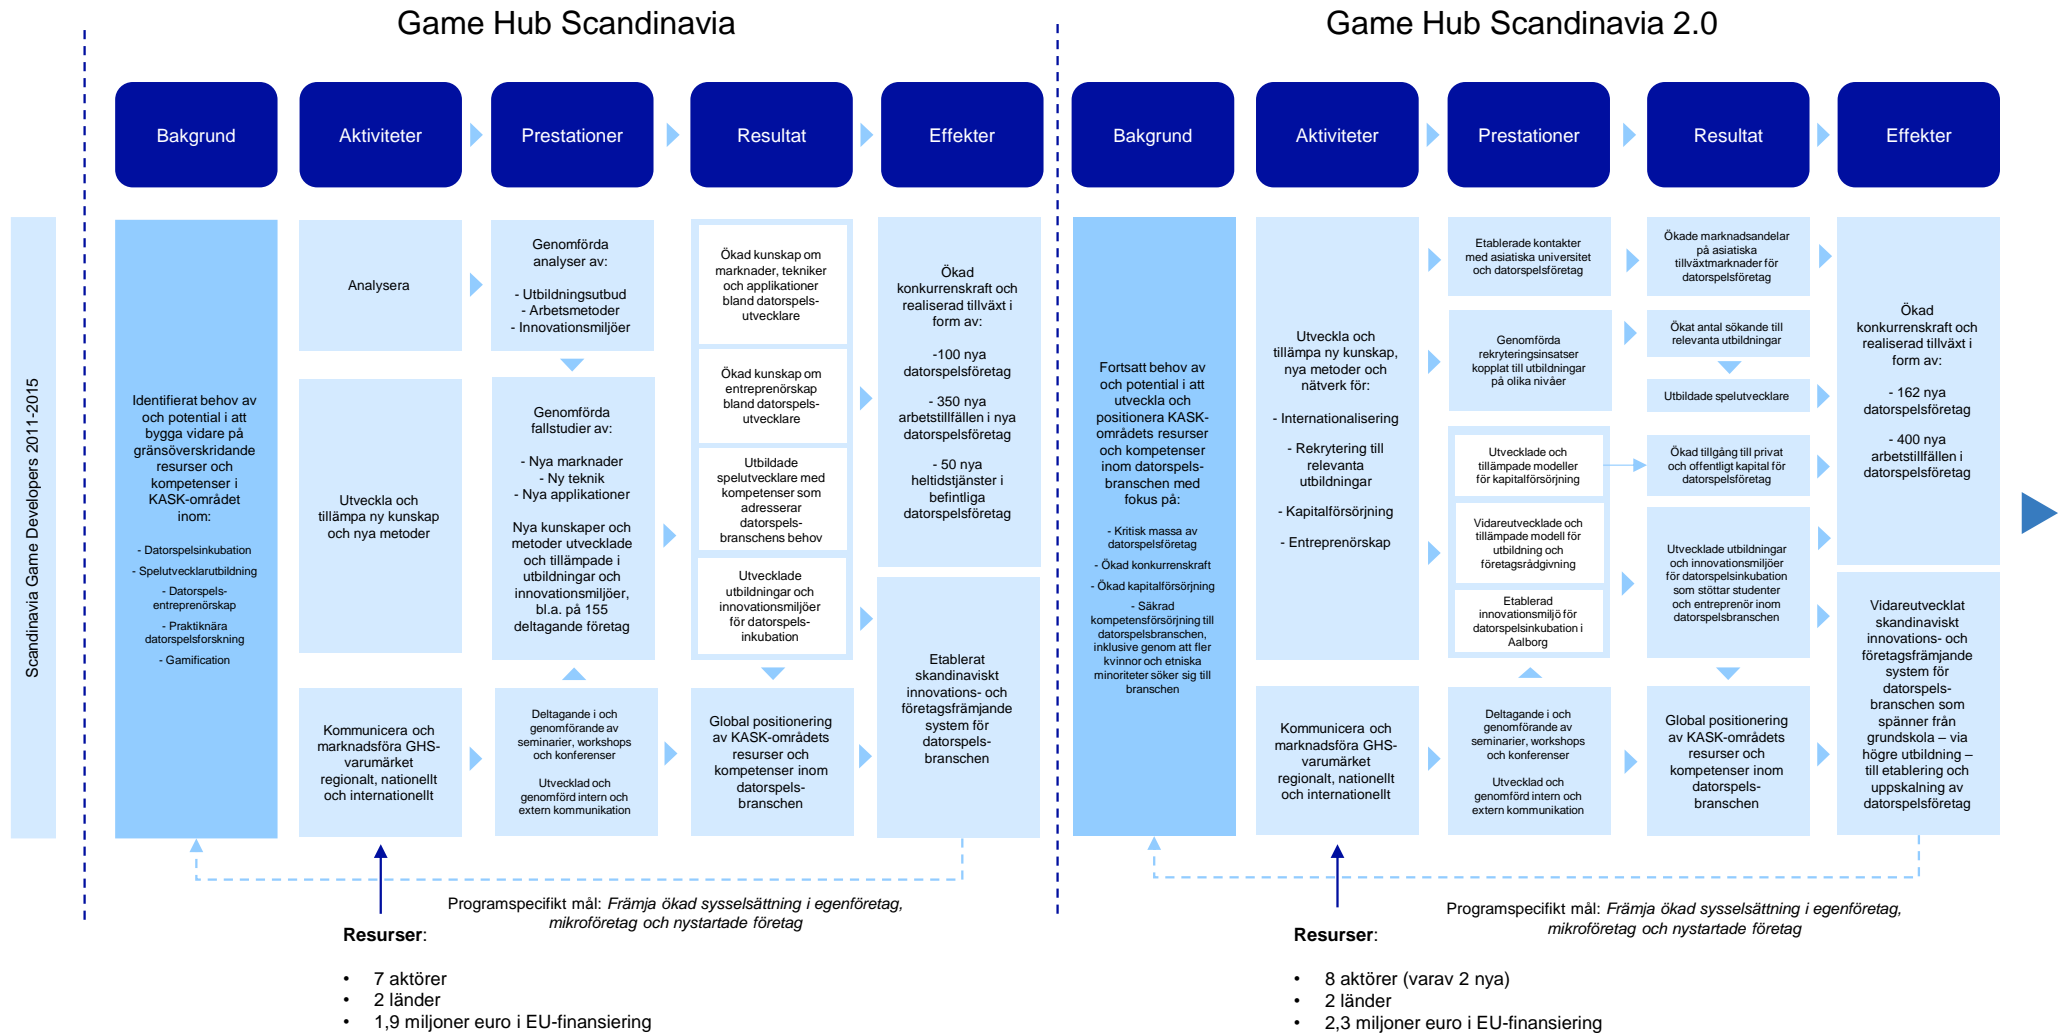 Game Hub Scandinavia
Game Hub Scandinavia 2.0
Bakgrund
Aktiviteter
Prestationer
Resultat
Effekter
Bakgrund
Aktiviteter
Prestationer
Resultat
Effekter
Scandinavia Game Developers 2011-2015
Identifierat behov av
och potential i att
bygga vidare på
gränsöverskridande
resurser och
kompetenser i
KASK-området
inom:
- Datorspelsinkubation
- Spelutvecklarutbildning
- Datorspels-
entreprenörskap
- Praktiknära
datorspelsforskning
- Gamification
Analysera
Utveckla och
tillämpa ny kunskap
och nya metoder
Kommunicera och
marknadsföra GHS-
varumärket
regionalt, nationellt
och internationellt
Genomförda
analyser av:
- Utbildningsutbud
- Arbetsmetoder
- Innovationsmiljöer
Genomförda
fallstudier av:
- Nya marknader
- Ny teknik
- Nya applikationer
Nya kunskaper och
metoder utvecklade
och tillämpade i
utbildningar och
innovationsmiljöer,
bl.a. på 155
deltagande företag
Deltagande i och
genomförande av
seminarier, workshops
och konferenser
Utvecklad och
genomförd intern och
extern kommunikation
Ökad kunskap om
marknader, tekniker
och applikationer
bland datorspels-
utvecklare
Ökad kunskap om
entreprenörskap
bland datorspels-
utvecklare
Utbildade
spelutvecklare med
kompetenser som
adresserar
datorspels-
branschens behov
Utvecklade
utbildningar och
innovationsmiljöer
för datorspels-
inkubation
Global positionering
av KASK-områdets
resurser och
kompetenser inom
datorspels-
branschen
Ökad
konkurrenskraft och
realiserad tillväxt i
form av:
-100 nya
datorspelsföretag
- 350 nya
arbetstillfällen i nya
datorspelsföretag
- 50 nya
heltidstjänster i
befintliga
datorspelsföretag
Etablerat
skandinaviskt
innovations- och
företagsfrämjande
system för
datorspels-
branschen
Programspecifikt mål: Främja ökad sysselsättning i egenföretag,
mikroföretag och nystartade företag
Resurser:
• 7 aktörer
• 2 länder
• 1,9 miljoner euro i EU-finansiering
Fortsatt behov av
och potential i att
utveckla och
positionera KASK-
områdets resurser
och kompetenser
inom datorspels-
branschen med
fokus på:
- Kritisk massa av
datorspelsföretag
- Ökad konkurrenskraft
- Ökad kapitalförsörjning
- Säkrad
kompetensförsörjning till
datorspelsbranschen,
inklusive genom att fler
kvinnor och etniska
minoriteter söker sig till
branschen
Utveckla och
tillämpa ny kunskap,
nya metoder och
nätverk för:
- Internationalisering
- Rekrytering till
relevanta
utbildningar
- Kapitalförsörjning
- Entreprenörskap
Kommunicera och
marknadsföra GHS-
varumärket
regionalt, nationellt
och internationellt
Etablerade kontakter
med asiatiska universitet
och datorspelsföretag
Genomförda
rekryteringsinsatser
kopplat till utbildningar
på olika nivåer
Utvecklade och
tillämpade modeller
för kapitalförsörjning
Vidareutvecklade och
tillämpade modell för
utbildning och
företagsrådgivning
Etablerad
innovationsmiljö för
datorspelsinkubation i
Aalborg
Deltagande i och
genomförande av
seminarier, workshops
och konferenser
Utvecklad och
genomförd intern och
extern kommunikation
Ökade marknadsandelar
på asiatiska
tillväxtmarknader för
datorspelsföretag
Ökat antal sökande till
relevanta utbildningar
Utbildade spelutvecklare
Ökad tillgång till privat
och offentligt kapital för
datorspelsföretag
Utvecklade utbildningar
och innovationsmiljöer
för datorspelsinkubation
som stöttar studenter
och entreprenör inom
datorspelsbranschen
Global positionering
av KASK-områdets
resurser och
kompetenser inom
datorspels-
branschen
Ökad
konkurrenskraft och
realiserad tillväxt i
form av:
- 162 nya
datorspelsföretag
- 400 nya
arbetstillfällen i
datorspelsföretag
Vidareutvecklat
skandinaviskt
innovations- och
företagsfrämjande
system för
datorspels-
branschen som
spänner från
grundskola – via
högre utbildning –
till etablering och
uppskalning av
datorspelsföretag
Programspecifikt mål: Främja ökad sysselsättning i egenföretag,
mikroföretag och nystartade företag
Resurser:
• 8 aktörer (varav 2 nya)
• 2 länder
• 2,3 miljoner euro i EU-finansiering